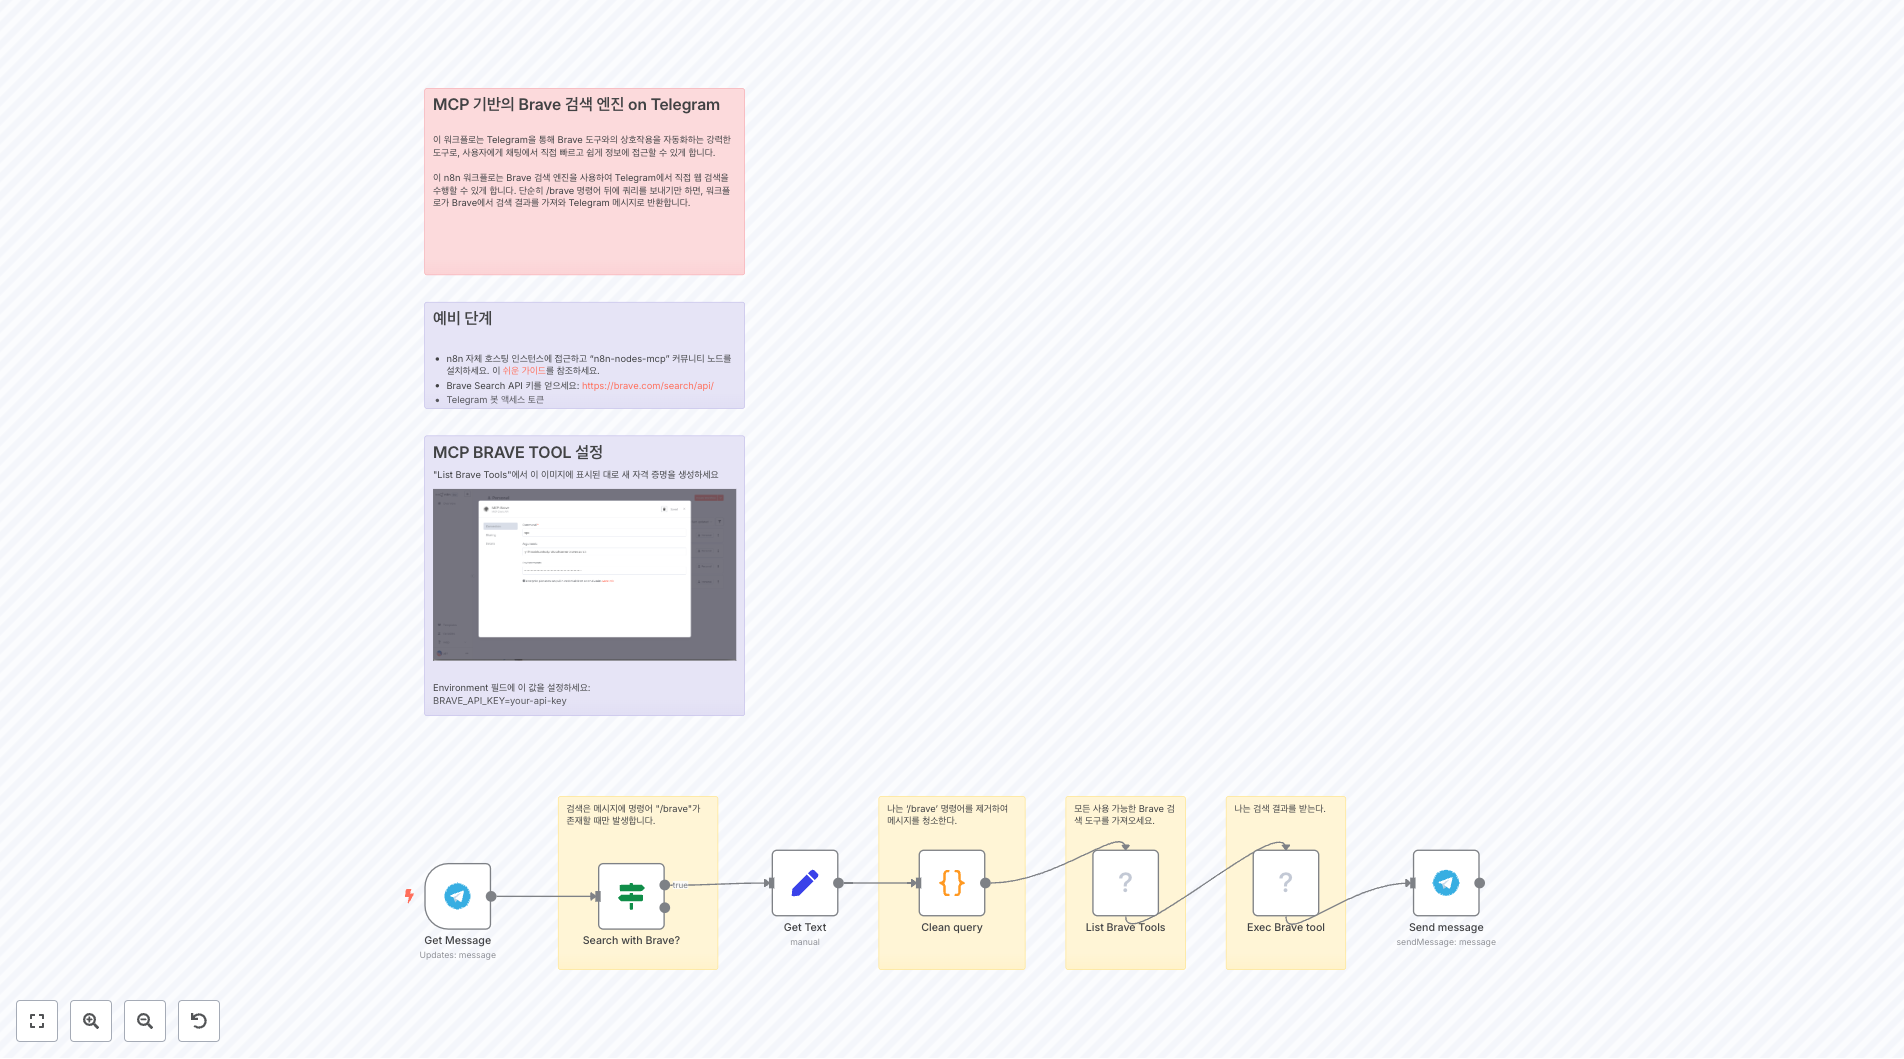 MCP 기반의 Brave 검색 엔진 on Telegram
이 워크플로는 Telegram을 통해 Brave 도구와의 상호작용을 자동화하는 강력한
도구로, 사용자에게 채팅에서 직접 빠르고 쉽게 정보에 접근할 수 있게 합니다.
이 n8n 워크플로는 Brave 검색 엔진을 사용하여 Telegram에서 직접 웹 검색을
수행할 수 있게 합니다. 단순히 /brave 명령어 뒤에 쿼리를 보내기만 하면, 워크플
로가 Brave에서 검색 결과를 가져와 Telegram 메시지로 반환합니다.
예비 단계
n8n 자체 호스팅 인스턴스에 접근하고 “n8n-nodes-mcp” 커뮤니티 노드를
설치하세요. 이 쉬운 가이드를 참조하세요.
Brave Search API 키를 얻으세요: https://brave.com/search/api/
Telegram 봇 액세스 토큰
MCP BRAVE TOOL 설정
"List Brave Tools"에서 이 이미지에 표시된 대로 새 자격 증명을 생성하세요
Environment 필드에 이 값을 설정하세요:
BRAVE_API_KEY=your-api-key
검색은 메시지에 명령어 "/brave"가
존재할 때만 발생합니다.
나는 '/brave' 명령어를 제거하여
메시지를 청소한다.
모든 사용 가능한 Brave 검
색 도구를 가져오세요.
나는 검색 결과를 받는다.
true
Get Message
Updates: message
Search with Brave?
Get Text
manual
Clean query
List Brave Tools
Exec Brave tool
Send message
sendMessage: message